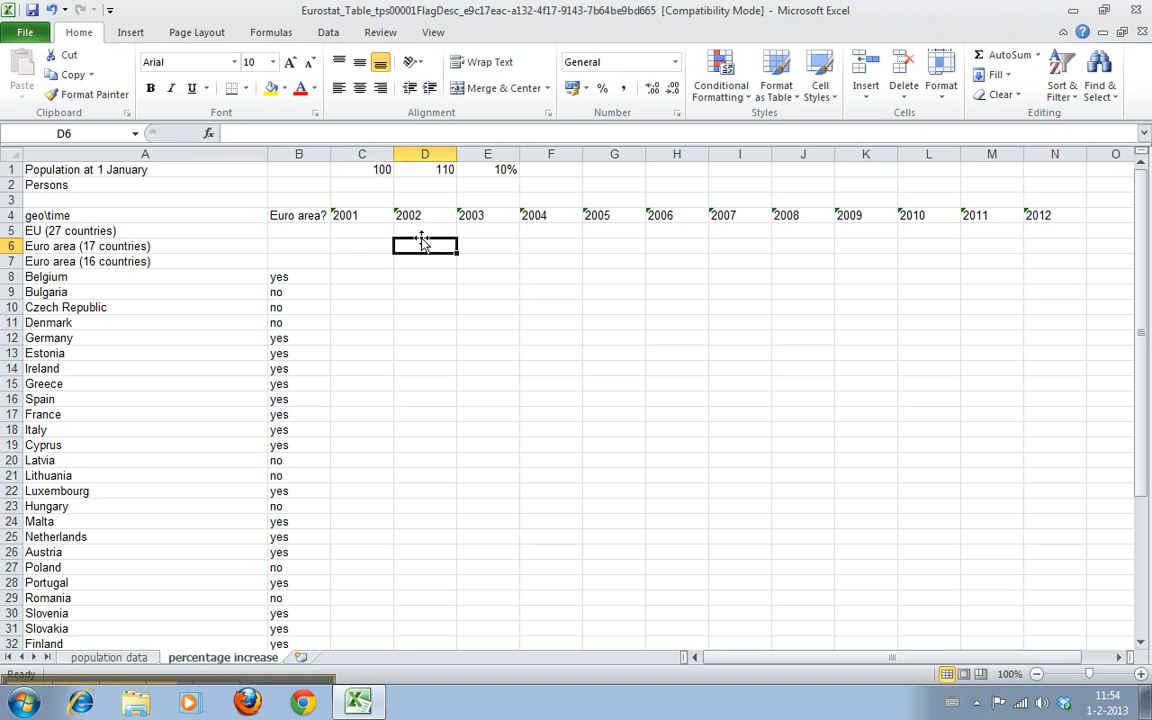 Eurostat_Table_tps00001FlagDesc_e9c17eac-a132-4f17-9143-7b64be9bd665 [Compatibility Mode] - Microsoft Excel
File Home Insert Page Layout Formulas Data Review View
Paste Cut Copy Format Painter Clipboard
Arial 10 A A B I U A Font
Wrap Text Merge & Center Alignment
General % , Number
Conditional Formatting Format as Table Cell Styles Styles
Insert Delete Format Cells
AutoSum Fill Clear Sort & Filter Find & Select Editing
D6 fx
A B C D E F G H I J K L M N O
1 Population at 1 January 100 110 10%
2 Persons
3
4 geo\time Euro area? 2001 2002 2003 2004 2005 2006 2007 2008 2009 2010 2011 2012
5 EU (27 countries)
6 Euro area (17 countries)
7 Euro area (16 countries)
8 Belgium yes
9 Bulgaria no
10 Czech Republic no
11 Denmark no
12 Germany yes
13 Estonia yes
14 Ireland yes
15 Greece yes
16 Spain yes
17 France yes
18 Italy yes
19 Cyprus yes
20 Latvia no
21 Lithuania no
22 Luxembourg yes
23 Hungary no
24 Malta yes
25 Netherlands yes
26 Austria yes
27 Poland no
28 Portugal yes
29 Romania no
30 Slovenia yes
31 Slovakia yes
32 Finland yes
population data percentage increase
Ready 100%
11:54
1-2-2013